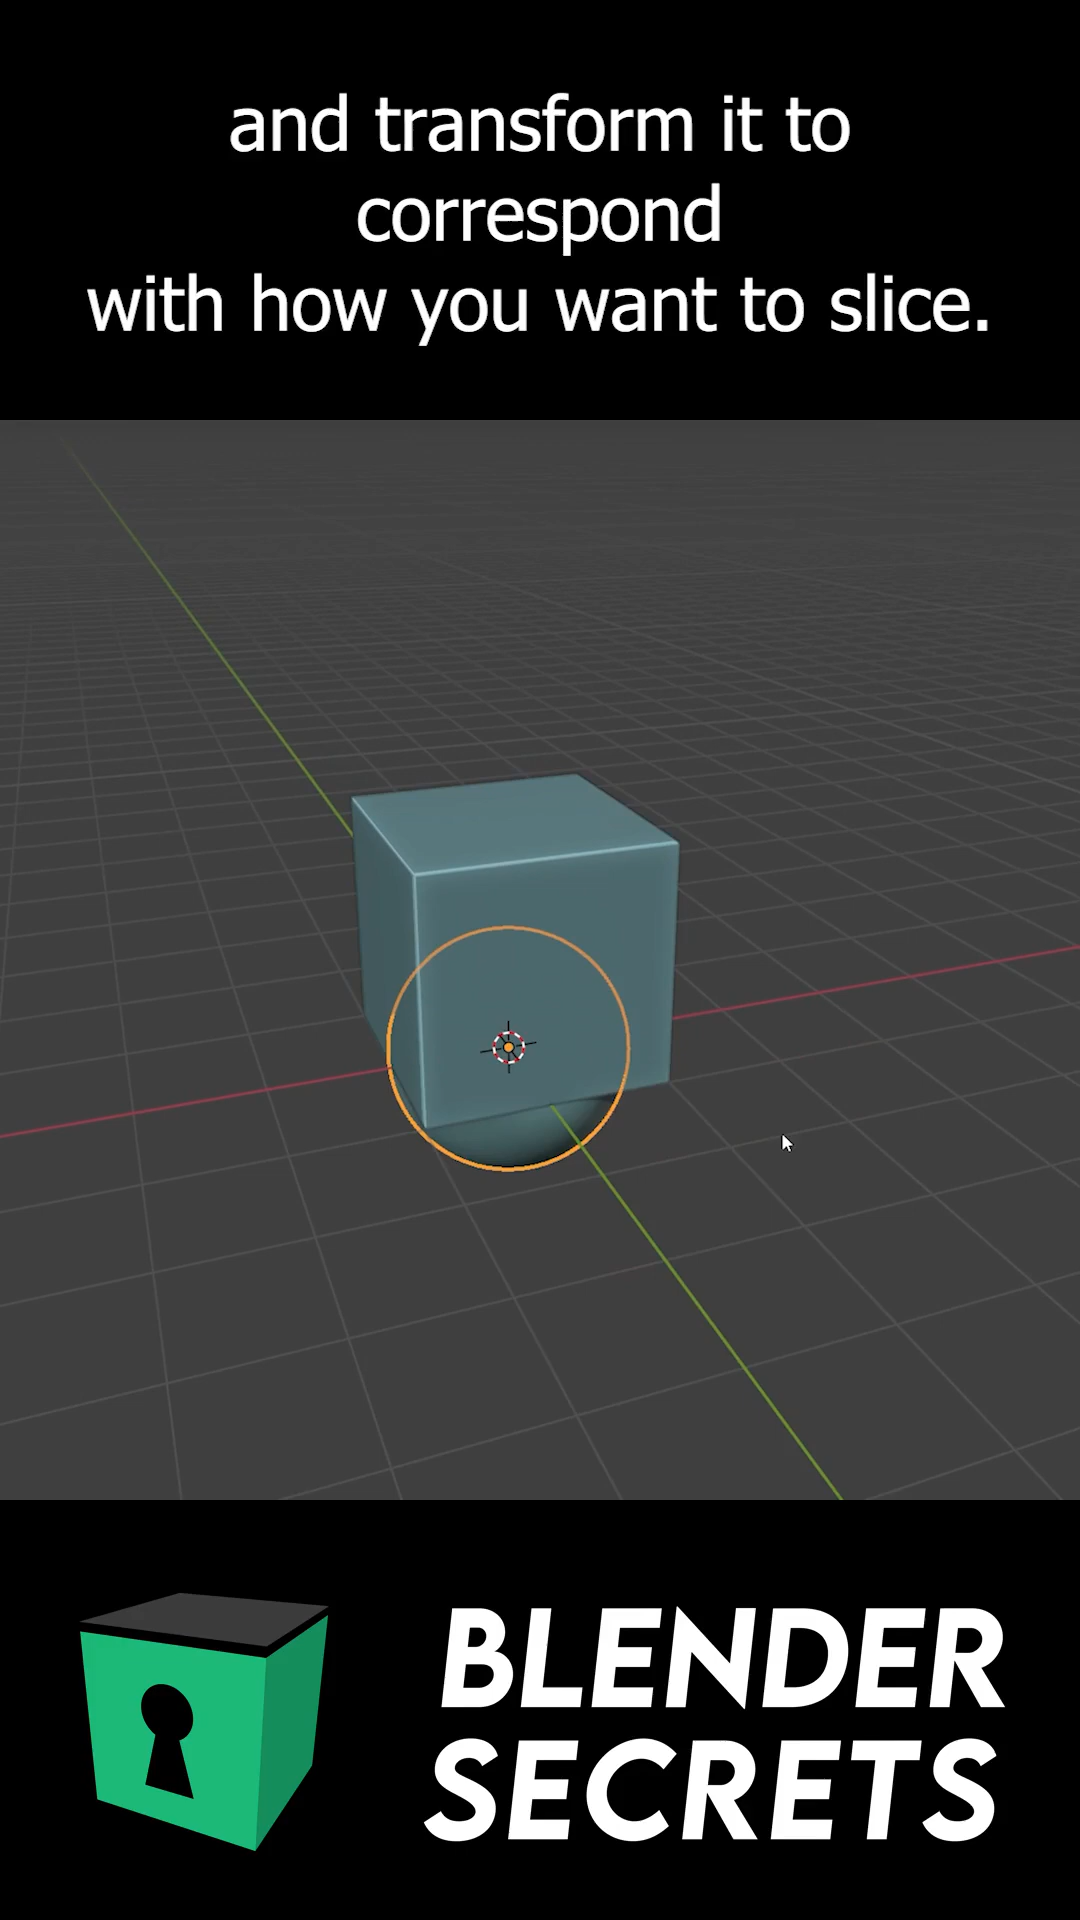 and transform it to
correspond
with how you want to slice.
BLENDER
SECRETS